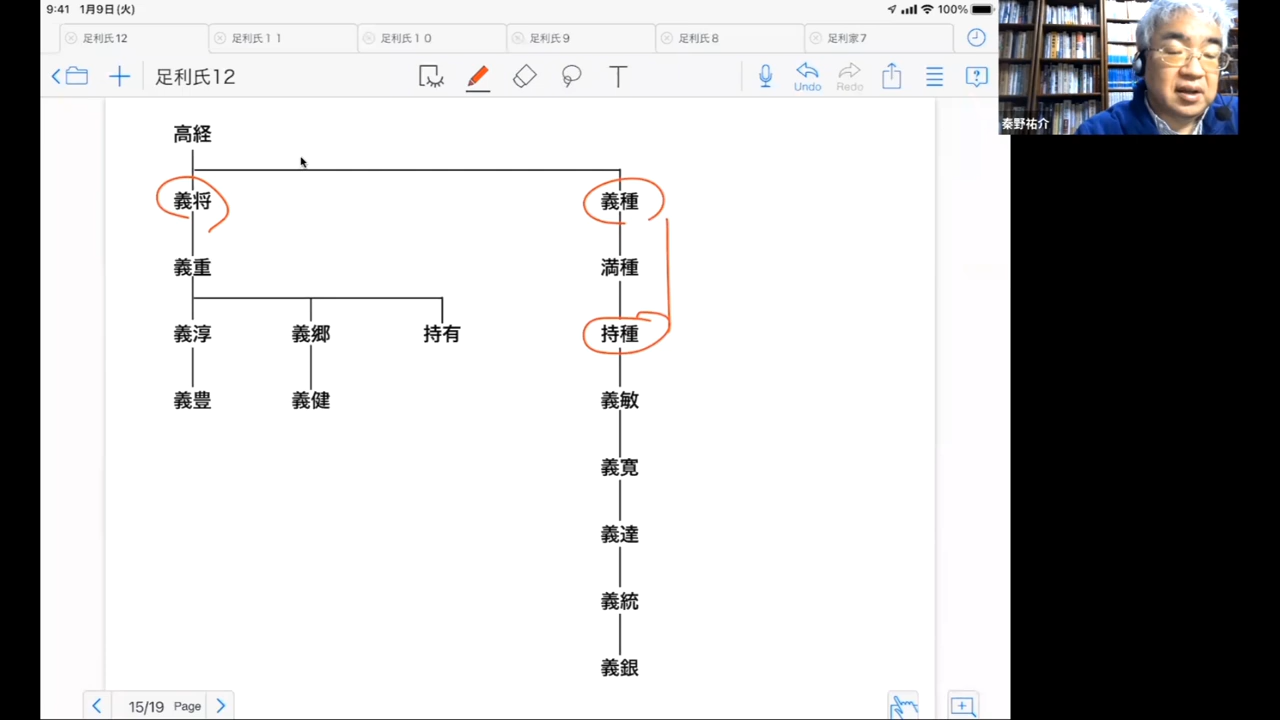 9:41 1月9日(火) 100%
足利氏12 足利氏11 足利氏10 足利氏9 足利氏8 足利家7
足利氏12 Undo Redo
秦野祐介
高経
義将 義種
義重 満種
義淳 義郷 持有 持種
義豊 義健 義敏
義寛
義達
義統
義銀
15/19 Page